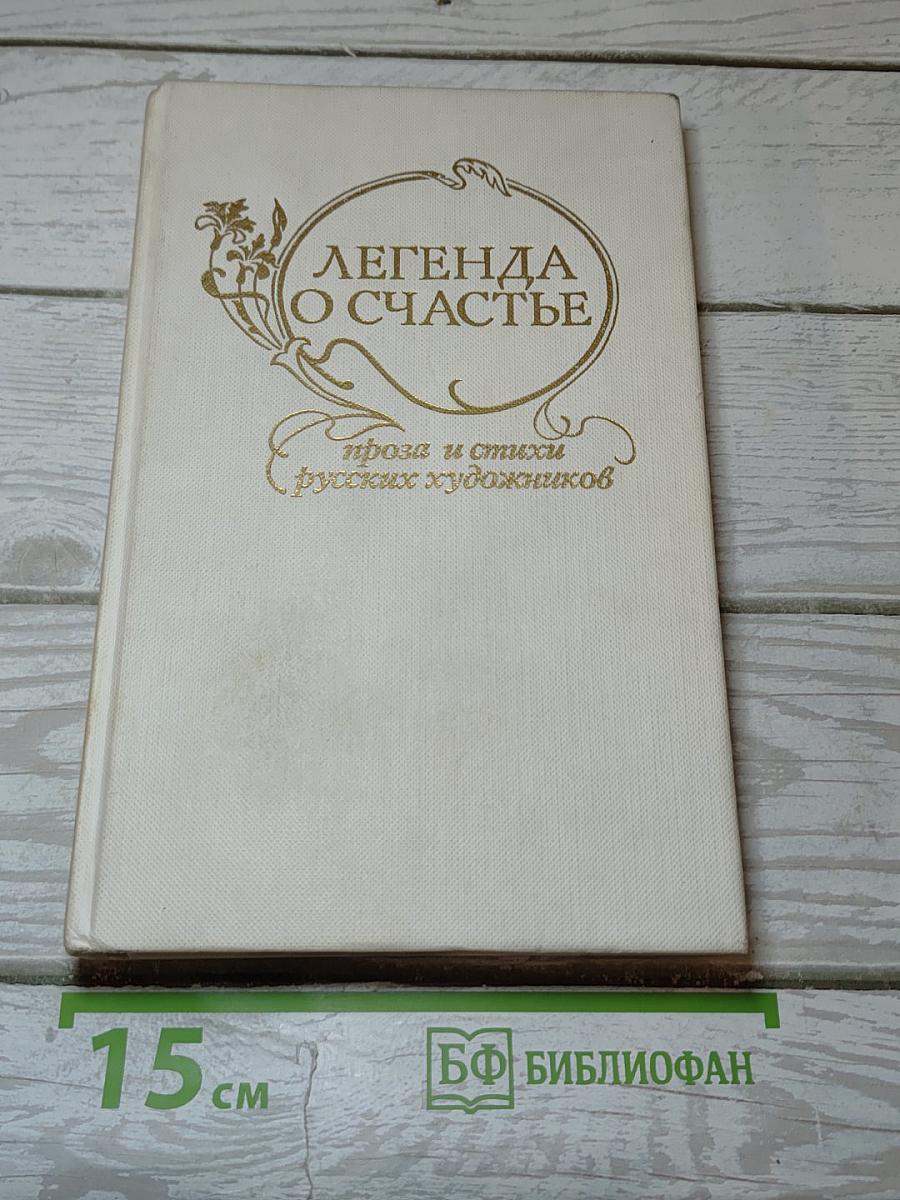 ЛЕГЕНДА
О СЧАСТЬЕ
проза и стихи
русских художников
15 см
БФ БИБЛИОФАН